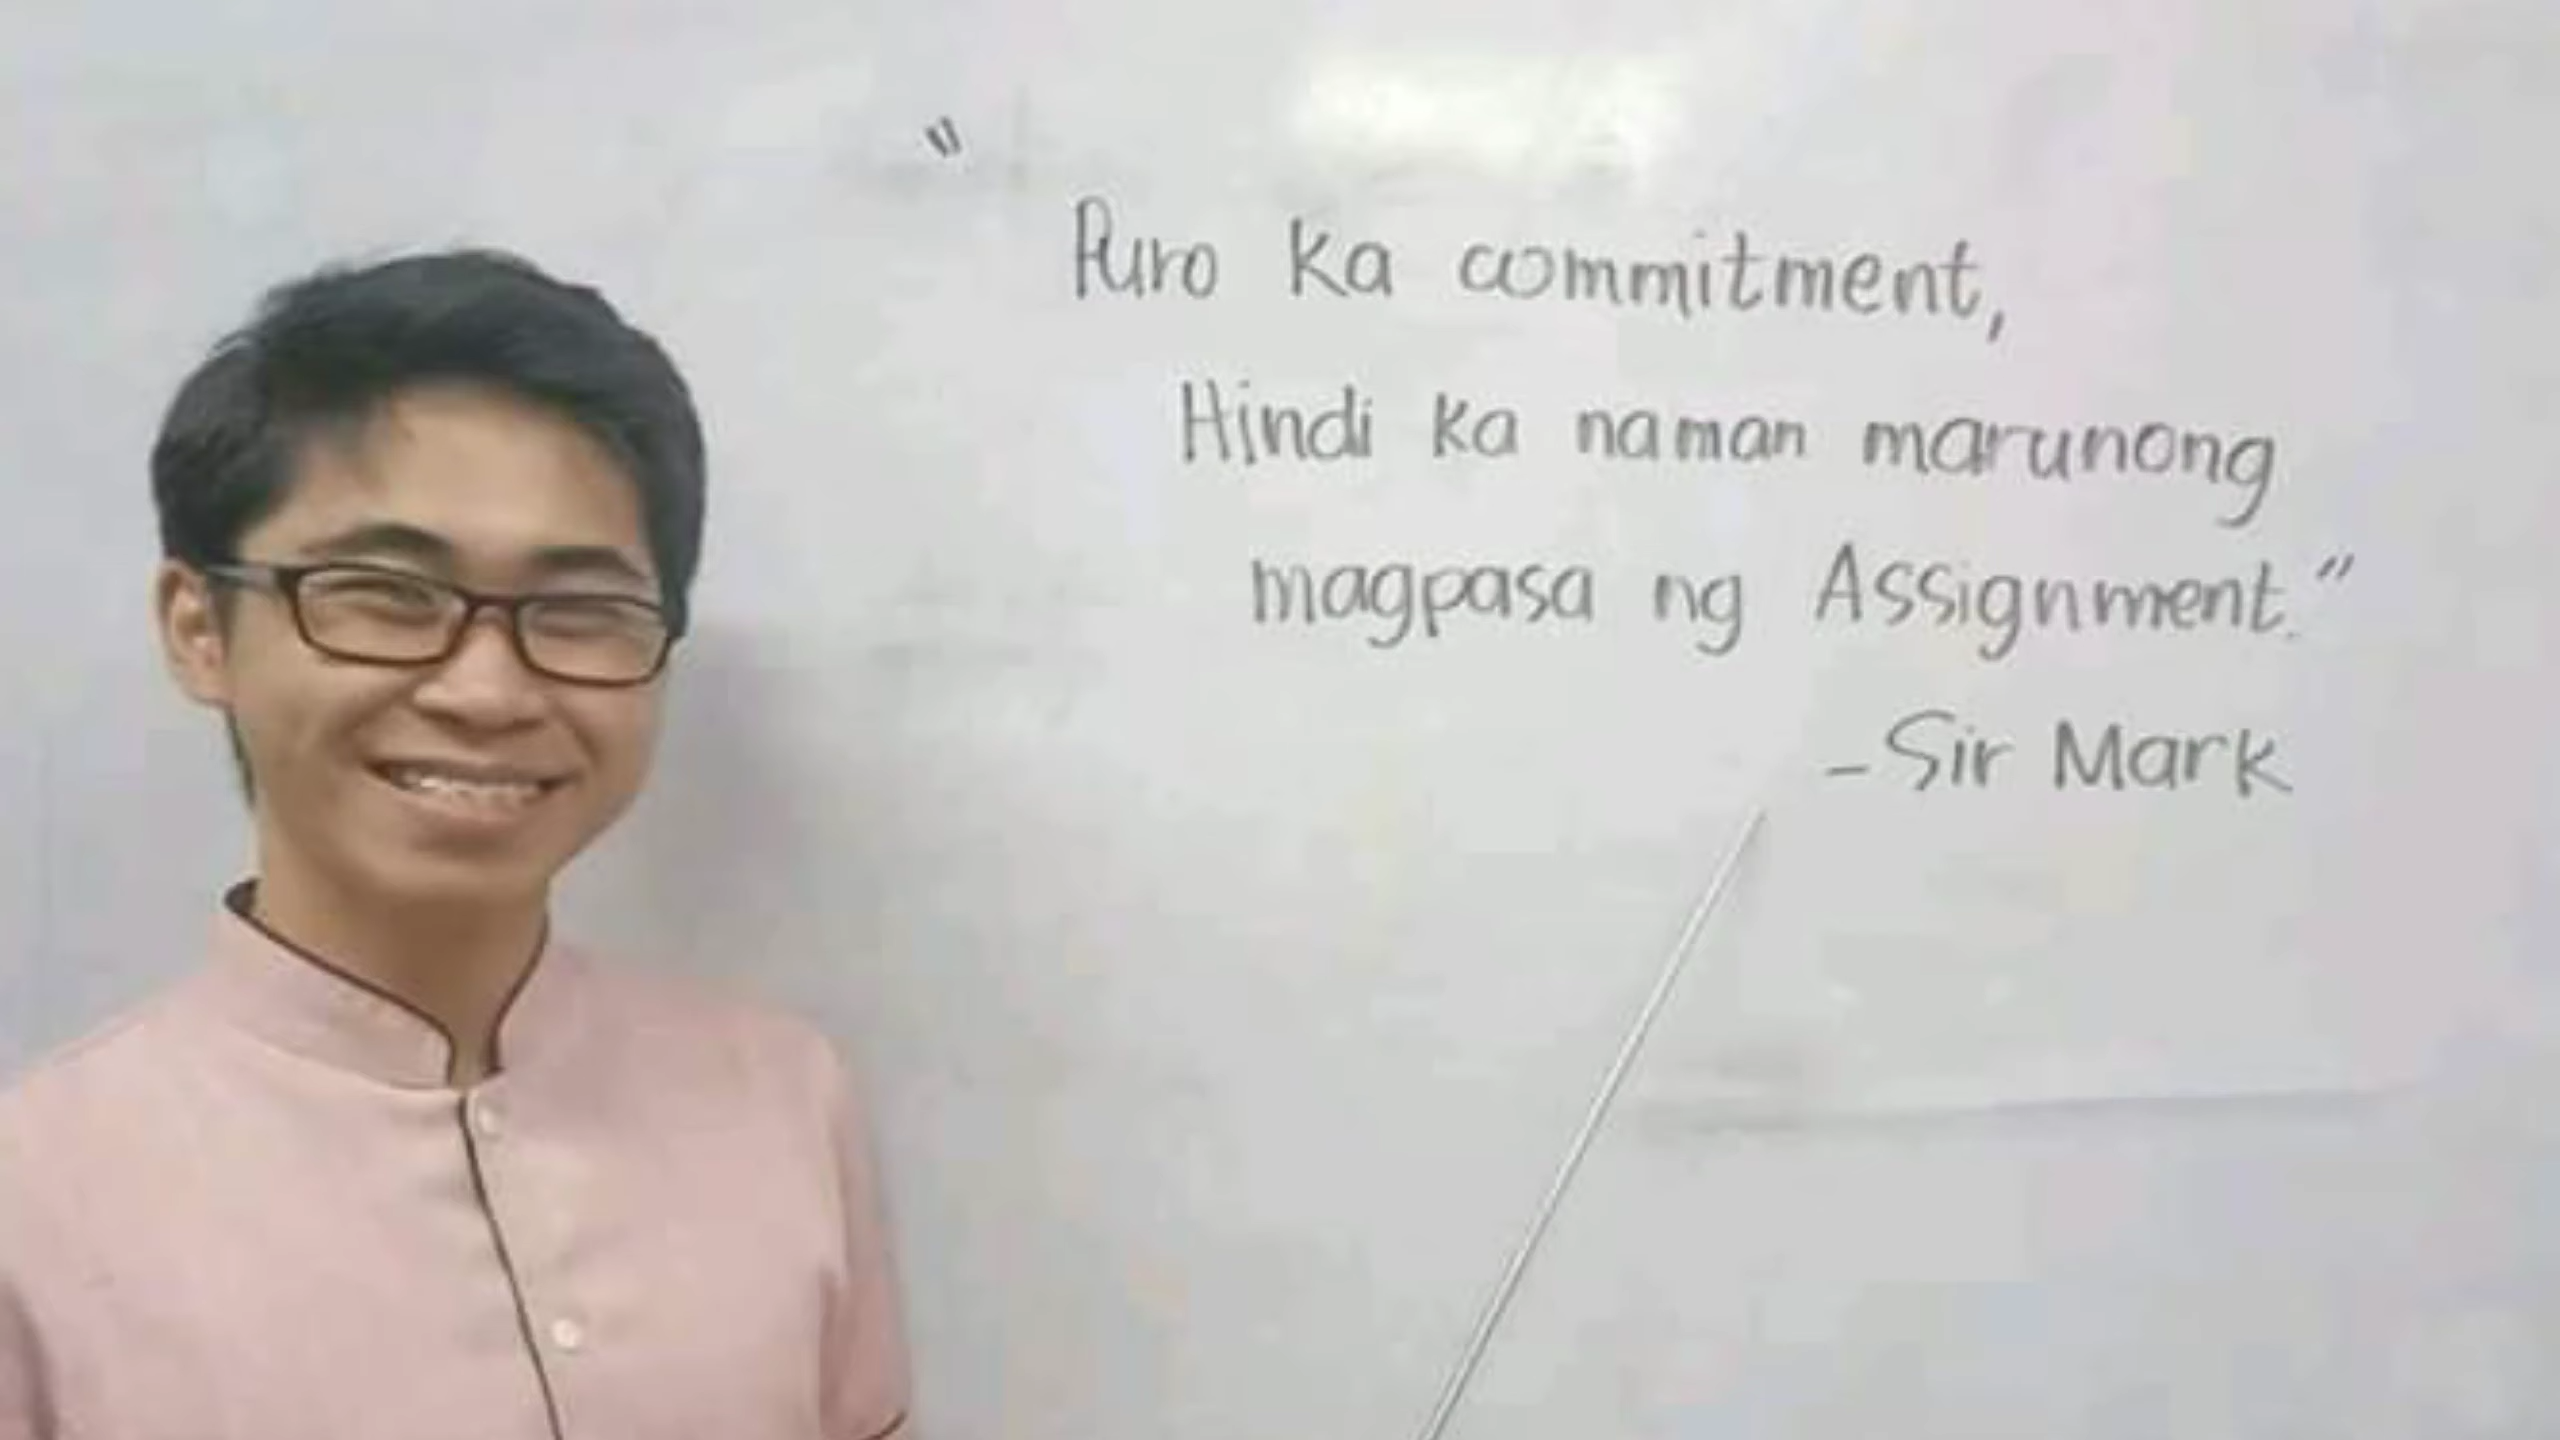 "Puro ka commitment,
Hindi ka naman marunong
magpasa ng Assignment."
-Sir Mark